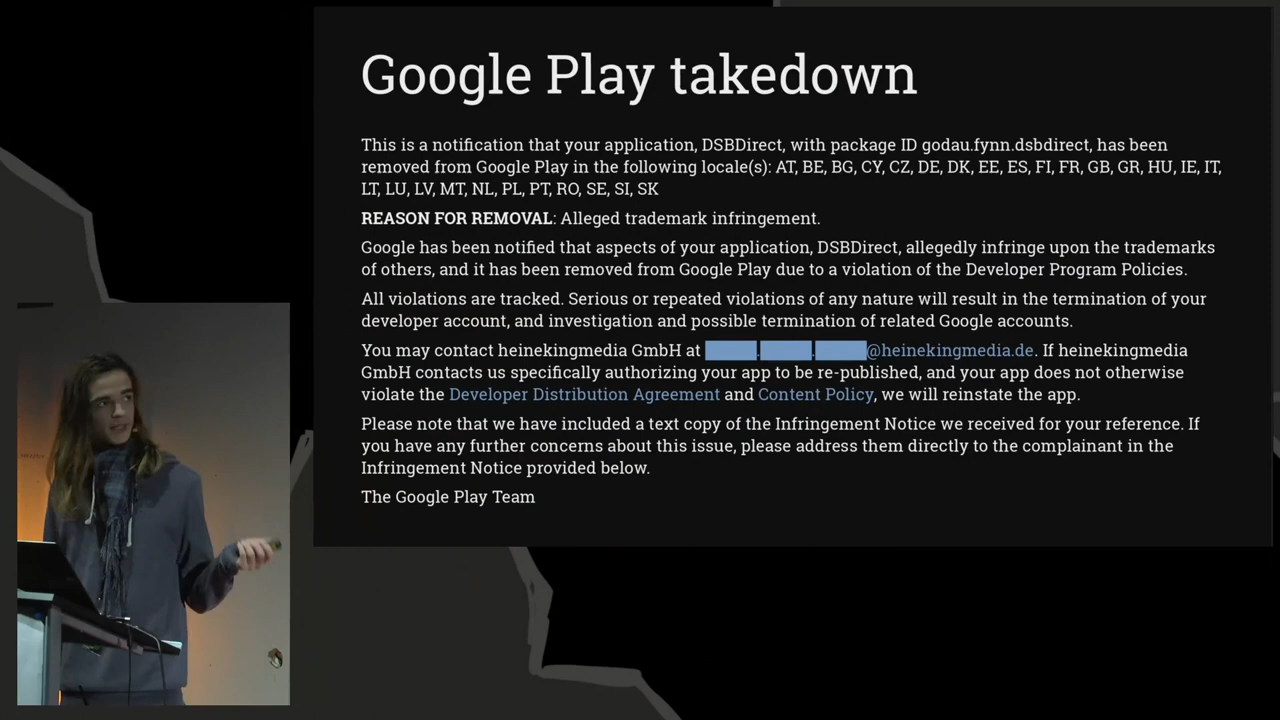 Google Play takedown
This is a notification that your application, DSBDirect, with package ID godau.fynn.dsbdirect, has been
removed from Google Play in the following locale(s): AT, BE, BG, CY, CZ, DE, DK, EE, ES, FI, FR, GB, GR, HU, IE, IT,
LT, LU, LV, MT, NL, PL, PT, RO, SE, SI, SK
REASON FOR REMOVAL: Alleged trademark infringement.
Google has been notified that aspects of your application, DSBDirect, allegedly infringe upon the trademarks
of others, and it has been removed from Google Play due to a violation of the Developer Program Policies.
All violations are tracked. Serious or repeated violations of any nature will result in the termination of your
developer account, and investigation and possible termination of related Google accounts.
You may contact heinekingmedia GmbH at █████.█████.█████@heinekingmedia.de. If heinekingmedia
GmbH contacts us specifically authorizing your app to be re-published, and your app does not otherwise
violate the Developer Distribution Agreement and Content Policy, we will reinstate the app.
Please note that we have included a text copy of the Infringement Notice we received for your reference. If
you have any further concerns about this issue, please address them directly to the complainant in the
Infringement Notice provided below.
The Google Play Team